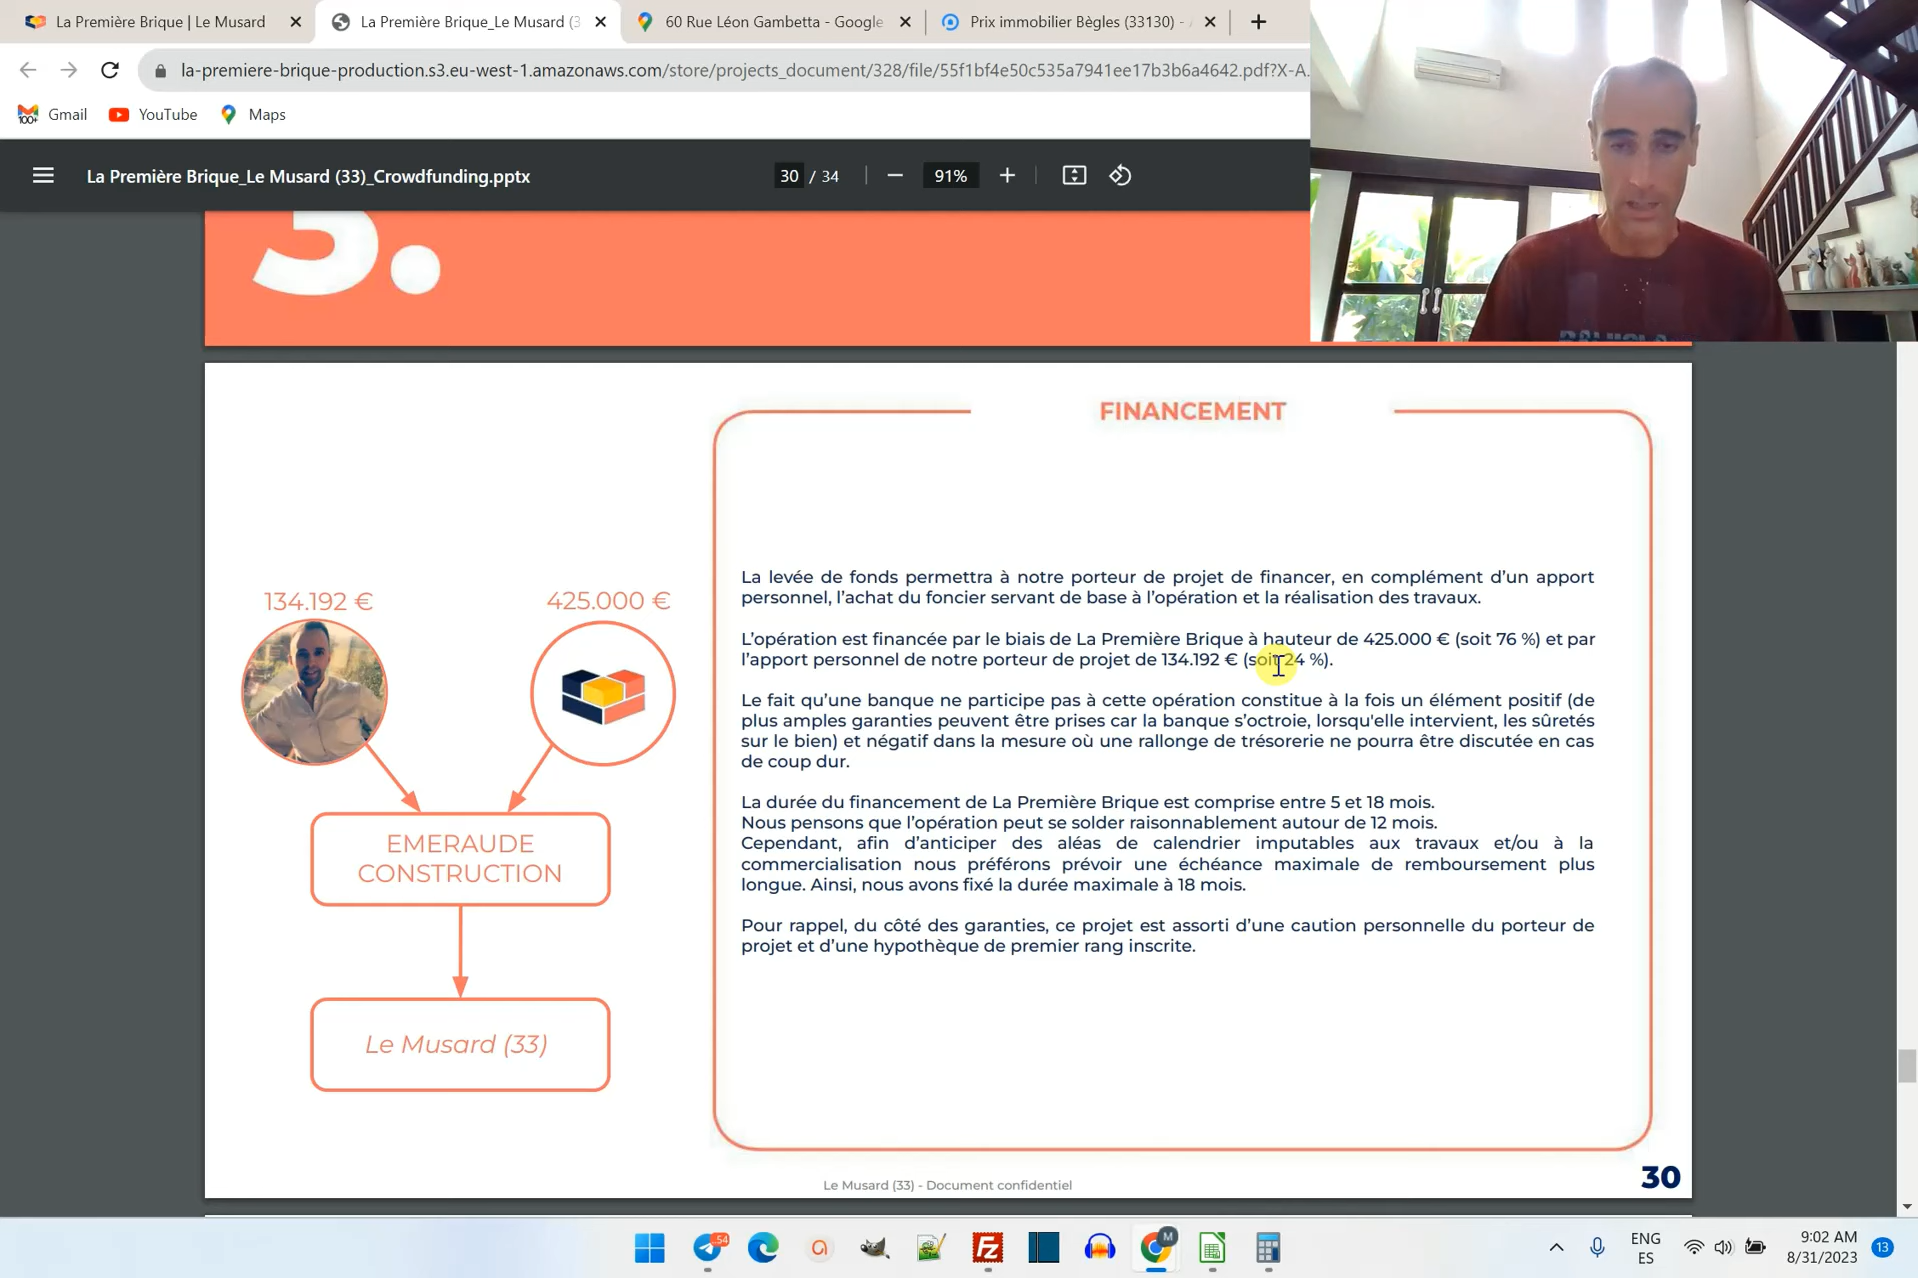 La Première Brique | Le Musard
La Première Brique_Le Musard (3
60 Rue Léon Gambetta - Google
Prix immobilier Bègles (33130) -
la-premiere-brique-production.s3.eu-west-1.amazonaws.com/store/projects_document/328/file/55f1bf4e50c535a7941ee17b3b6a4642.pdf?X-A.
100+
Gmail
YouTube
Maps
La Première Brique_Le Musard (33)_Crowdfunding.pptx
30 / 34
91%
3.
FINANCEMENT
134.192 €
425.000 €
EMERAUDE
CONSTRUCTION
Le Musard (33)
La levée de fonds permettra à notre porteur de projet de financer, en complément d'un apport
personnel, l'achat du foncier servant de base à l'opération et la réalisation des travaux.
L'opération est financée par le biais de La Première Brique à hauteur de 425.000 € (soit 76 %) et par
l'apport personnel de notre porteur de projet de 134.192 € (soit 24 %).
Le fait qu'une banque ne participe pas à cette opération constitue à la fois un élément positif (de
plus amples garanties peuvent être prises car la banque s'octroie, lorsqu'elle intervient, les sûretés
sur le bien) et négatif dans la mesure où une rallonge de trésorerie ne pourra être discutée en cas
de coup dur.
La durée du financement de La Première Brique est comprise entre 5 et 18 mois.
Nous pensons que l'opération peut se solder raisonnablement autour de 12 mois.
Cependant, afin d'anticiper des aléas de calendrier imputables aux travaux et/ou à la
commercialisation nous préférons prévoir une échéance maximale de remboursement plus
longue. Ainsi, nous avons fixé la durée maximale à 18 mois.
Pour rappel, du côté des garanties, ce projet est assorti d'une caution personnelle du porteur de
projet et d'une hypothèque de premier rang inscrite.
Le Musard (33) - Document confidentiel
30
54
M
ENG
ES
9:02 AM
8/31/2023
13